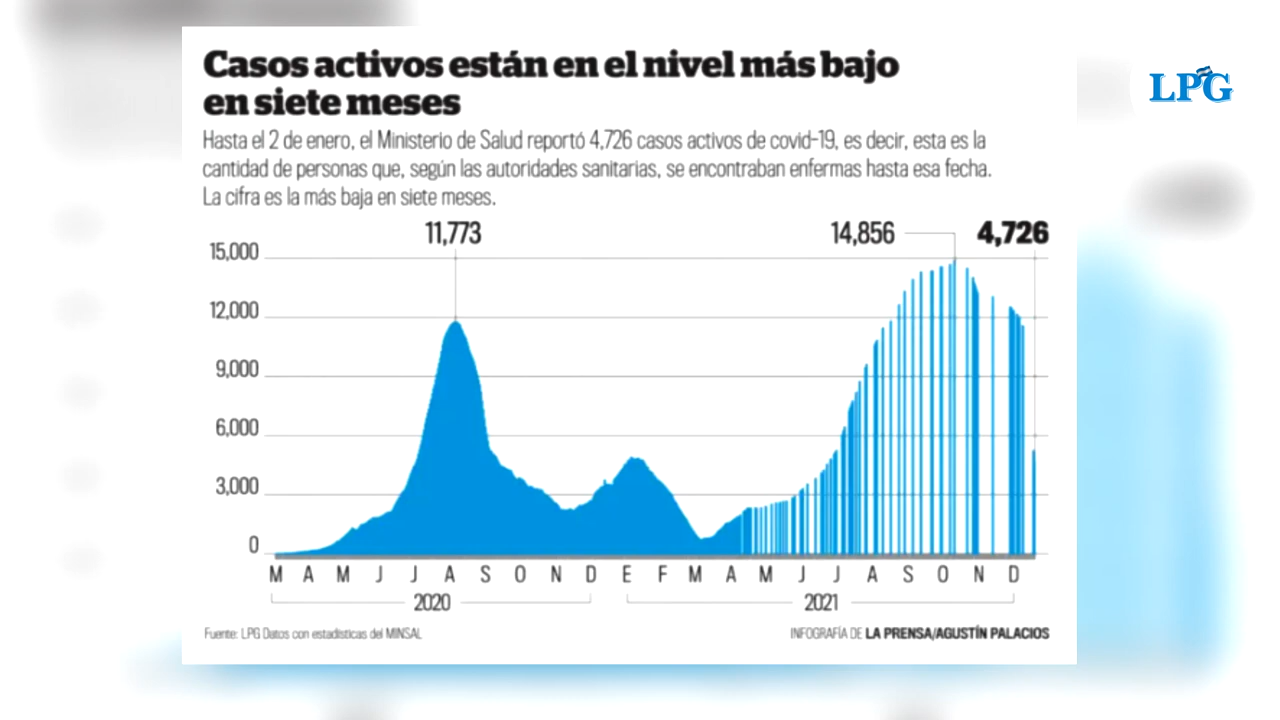 Casos activos están en el nivel más bajo
en siete meses
LPG
Hasta el 2 de enero, el Ministerio de Salud reportó 4,726 casos activos de covid-19, es decir, esta es la
cantidad de personas que, según las autoridades sanitarias, se encontraban enfermas hasta esa fecha.
La cifra es la más baja en siete meses.
11,773
14,856
4,726
15,000
12,000
9,000
6,000
3,000
0
M A M J J A S O N D E F M A M J J A S O N D
2020
2021
Fuente: LPG Datos con estadísticas del MINSAL
INFOGRAFÍA DE LA PRENSA/AGUSTÍN PALACIOS